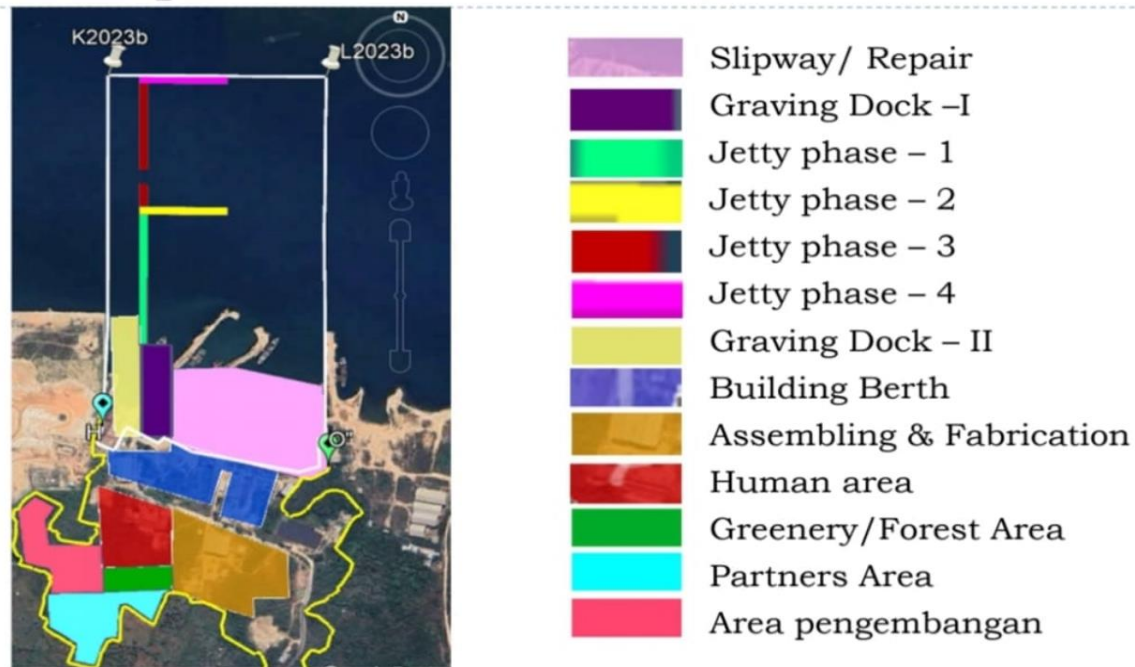 N
K2023b
L2023b
H
O
Slipway/ Repair
Graving Dock –I
Jetty phase – 1
Jetty phase – 2
Jetty phase – 3
Jetty phase – 4
Graving Dock – II
Building Berth
Assembling & Fabrication
Human area
Greenery/Forest Area
Partners Area
Area pengembangan